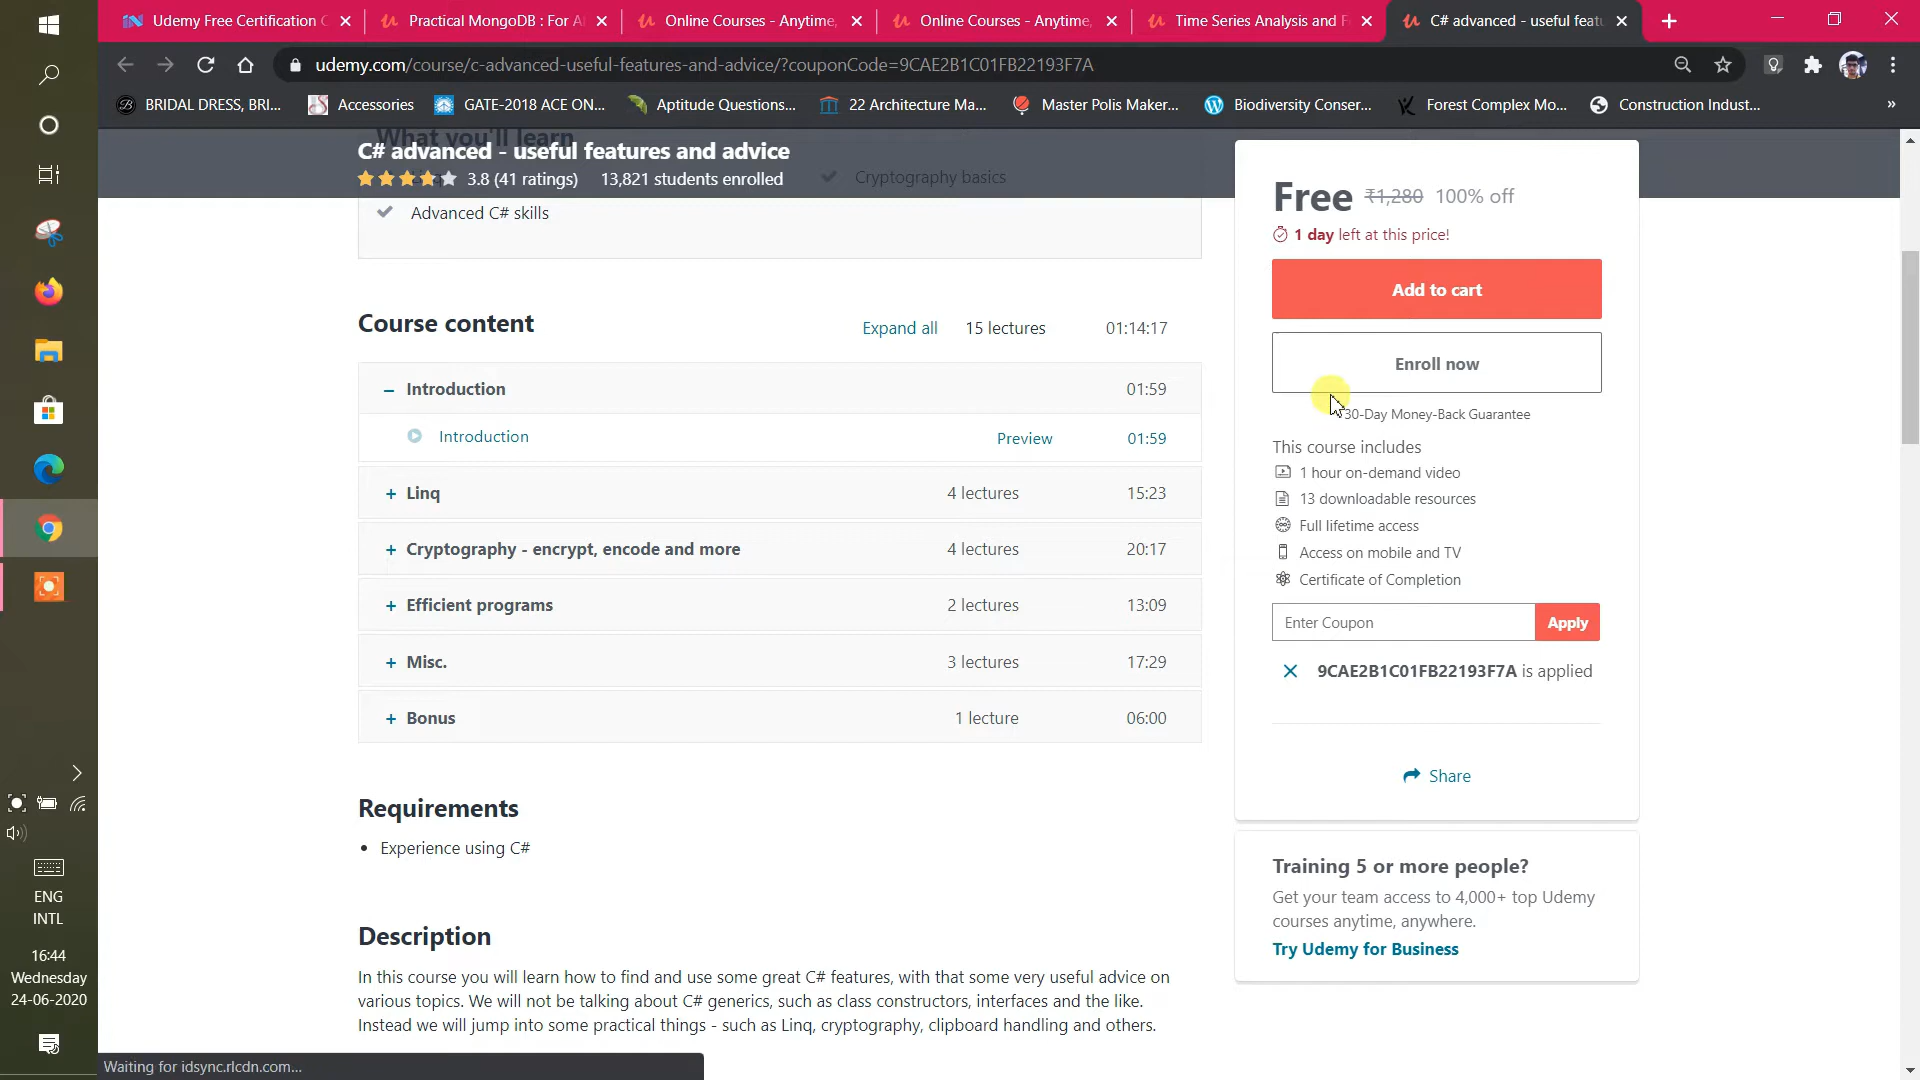 Udemy Free Certification C
Practical MongoDB : For A
Online Courses - Anytime,
Online Courses - Anytime,
Time Series Analysis and F
C# advanced - useful feat
udemy.com/course/c-advanced-useful-features-and-advice/?couponCode=9CAE2B1C01FB22193F7A
BRIDAL DRESS, BRI...
Accessories
GATE-2018 ACE ON...
Aptitude Questions...
22 Architecture Ma...
Master Polis Maker...
Biodiversity Conser...
Forest Complex Mo...
Construction Indust...
»
What you'll learn
C# advanced - useful features and advice
3.8 (41 ratings) 13,821 students enrolled
Cryptography basics
Advanced C# skills
Course content
Expand all 15 lectures 01:14:17
– Introduction 01:59
Introduction Preview 01:59
+ Linq 4 lectures 15:23
+ Cryptography - encrypt, encode and more 4 lectures 20:17
+ Efficient programs 2 lectures 13:09
+ Misc. 3 lectures 17:29
+ Bonus 1 lecture 06:00
Requirements
• Experience using C#
Description
In this course you will learn how to find and use some great C# features, with that some very useful advice on
various topics. We will not be talking about C# generics, such as class constructors, interfaces and the like.
Instead we will jump into some practical things - such as Linq, cryptography, clipboard handling and others.
Free ₹1,280 100% off
1 day left at this price!
Add to cart
Enroll now
30-Day Money-Back Guarantee
This course includes
1 hour on-demand video
13 downloadable resources
Full lifetime access
Access on mobile and TV
Certificate of Completion
Enter Coupon Apply
9CAE2B1C01FB22193F7A is applied
Share
Training 5 or more people?
Get your team access to 4,000+ top Udemy
courses anytime, anywhere.
Try Udemy for Business
ENG
INTL
16:44
Wednesday
24-06-2020
Waiting for idsync.rlcdn.com...